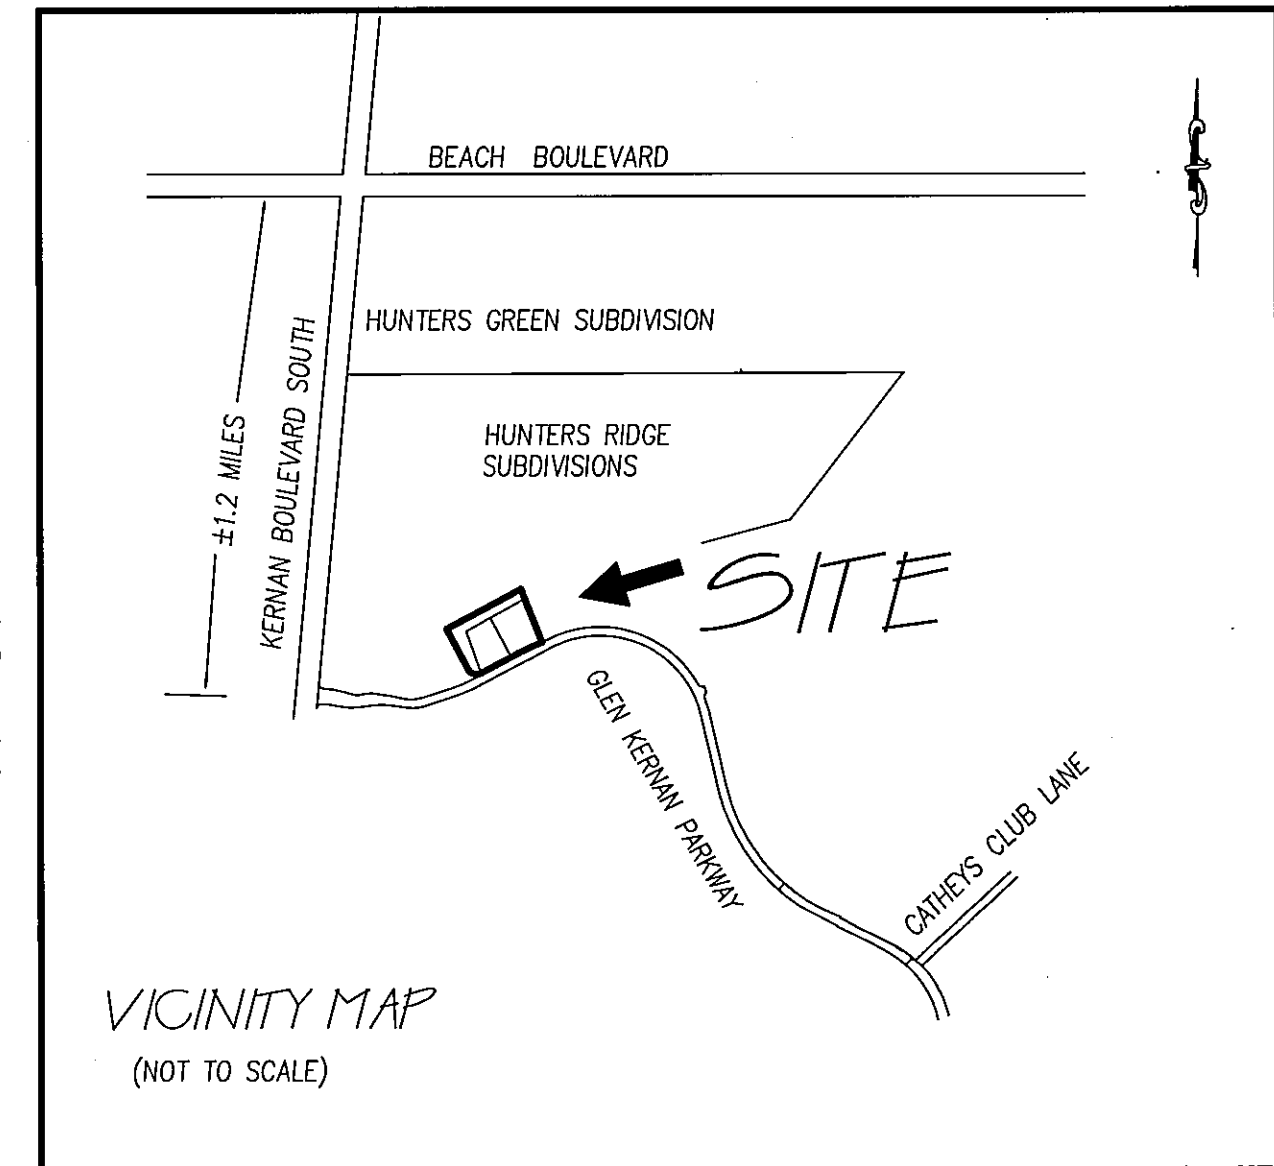 BEACH BOULEVARD
HUNTERS GREEN SUBDIVISION
KERNAN BOULEVARD SOUTH
±1.2 MILES
HUNTERS RIDGE
SUBDIVISIONS
SITE
GLEN KERNAN PARKWAY
CATHEYS CLUB LANE
VICINITY MAP
(NOT TO SCALE)